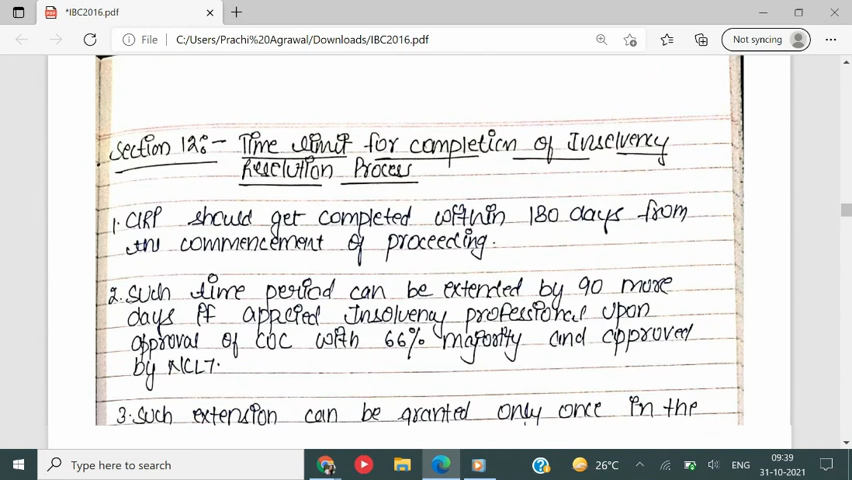 *IBC2016.pdf
File
C:/Users/Prachi%20Agrawal/Downloads/IBC2016.pdf
Not syncing
Section 12:- Time limit for completion of Insolvency
Resolution Process
1. CIRP should get completed within 180 days from
the commencement of proceeding.
2. Such time period can be extended by 90 more
days if applied Insolvency professional upon
approval of COC with 66% majority and approved
by NCLT.
3. Such extension can be granted only once in the
Type here to search
26°C
ENG
09:39
31-10-2021